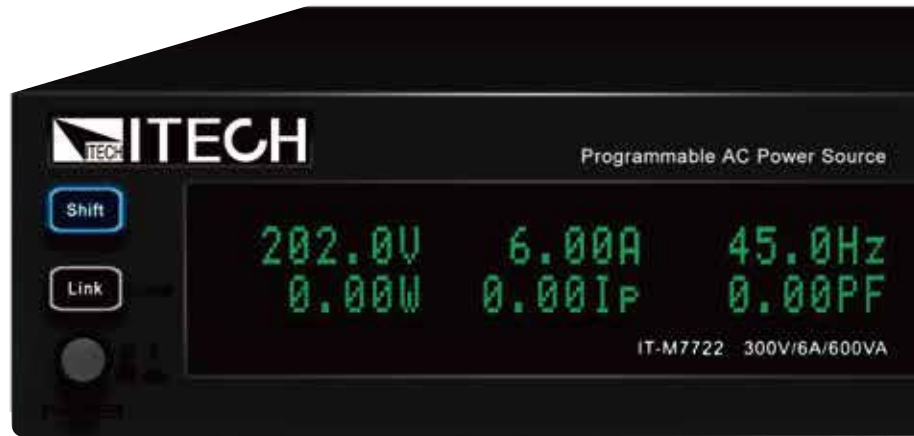 ITECH ITECH
Programmable AC Power Source
Shift
202.0V 6.00A 45.0Hz
Link
0.00W 0.00Ip 0.00PF
IT-M7722 300V/6A/600VA